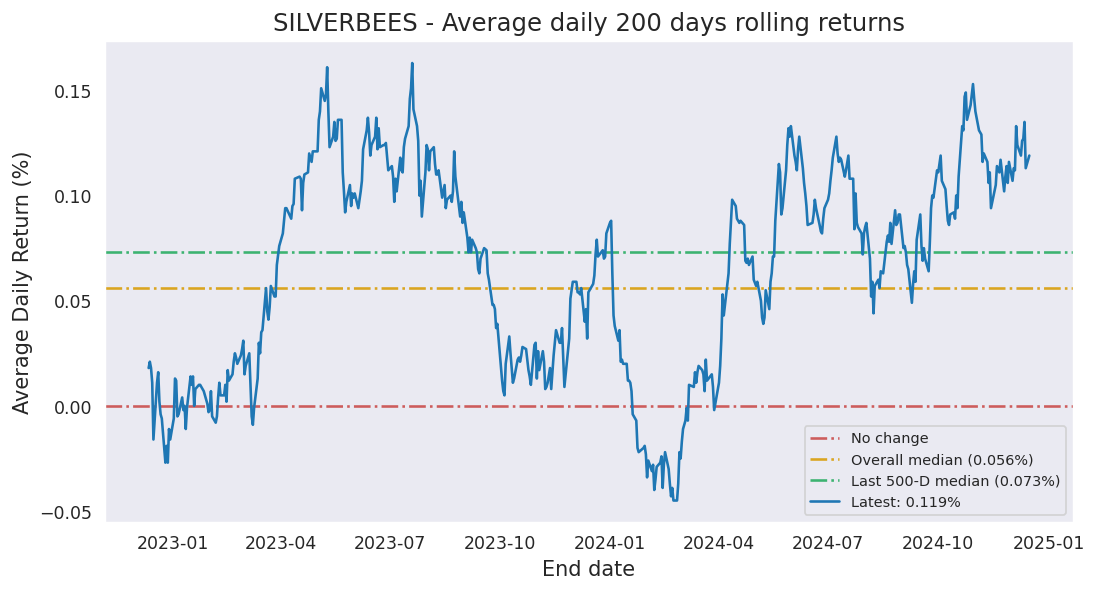 SILVERBEES - Average daily 200 days rolling returns
Average Daily Return (%)
0.15
0.10
0.05
0.00
−0.05
No change
Overall median (0.056%)
Last 500-D median (0.073%)
Latest: 0.119%
2023-01 2023-04 2023-07 2023-10 2024-01 2024-04 2024-07 2024-10 2025-01
End date